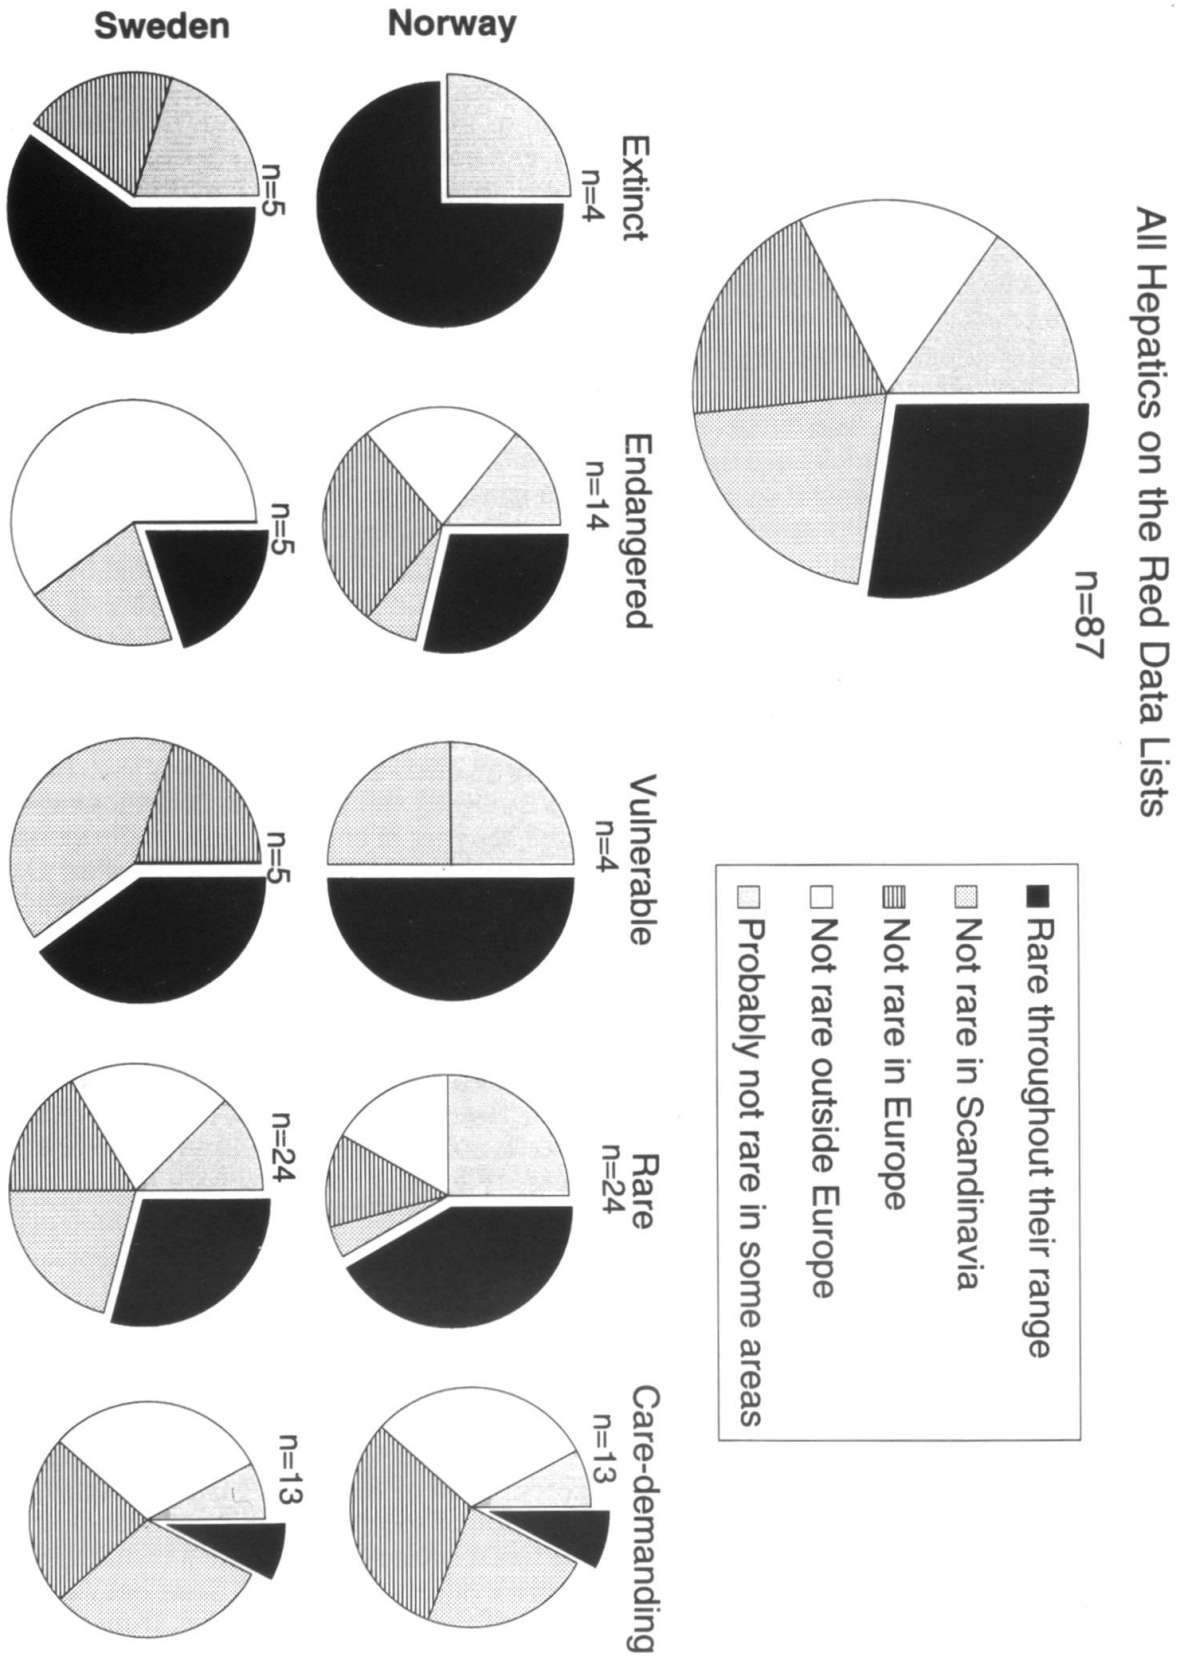 All Hepatics on the Red Data Lists
n=87
Rare throughout their range
Not rare in Scandinavia
Not rare in Europe
Not rare outside Europe
Probably not rare in some areas
Extinct
Endangered
Vulnerable
Rare
Care-demanding
Norway
n=4
n=14
n=4
n=24
n=13
Sweden
n=5
n=5
n=5
n=24
n=13